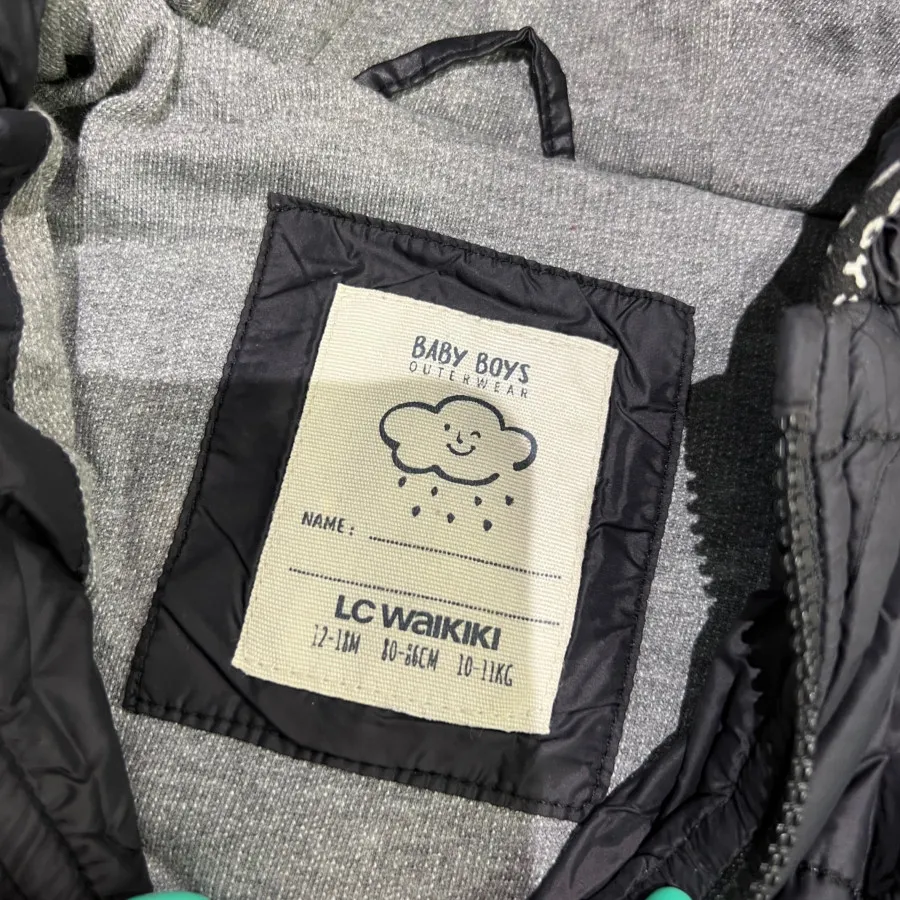 BABY BOYS
OUTERWEAR
NAME:
LC WAIKIKI
12-18M 80-86CM 10-11KG